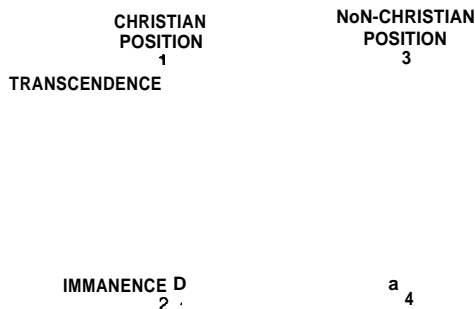 CHRISTIAN
POSITION
1
NoN-CHRISTIAN
POSITION
3
TRANSCENDENCE
IMMANENCE D
2
a
4